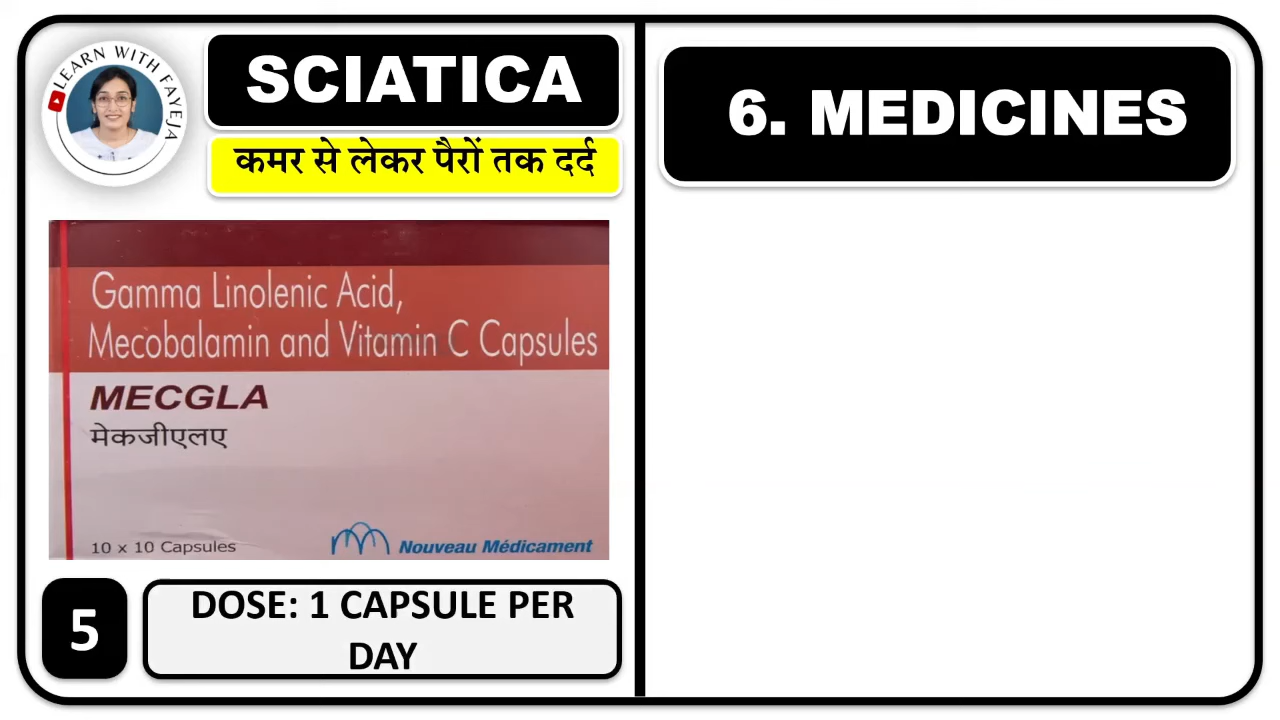 LEARN WITH FAYEJA
SCIATICA
कमर से लेकर पैरों तक दर्द
Gamma Linolenic Acid,
Mecobalamin and Vitamin C Capsules
MECGLA
मेकजीएलए
10 x 10 Capsules
Nouveau Médicament
5
DOSE: 1 CAPSULE PER
DAY
6. MEDICINES